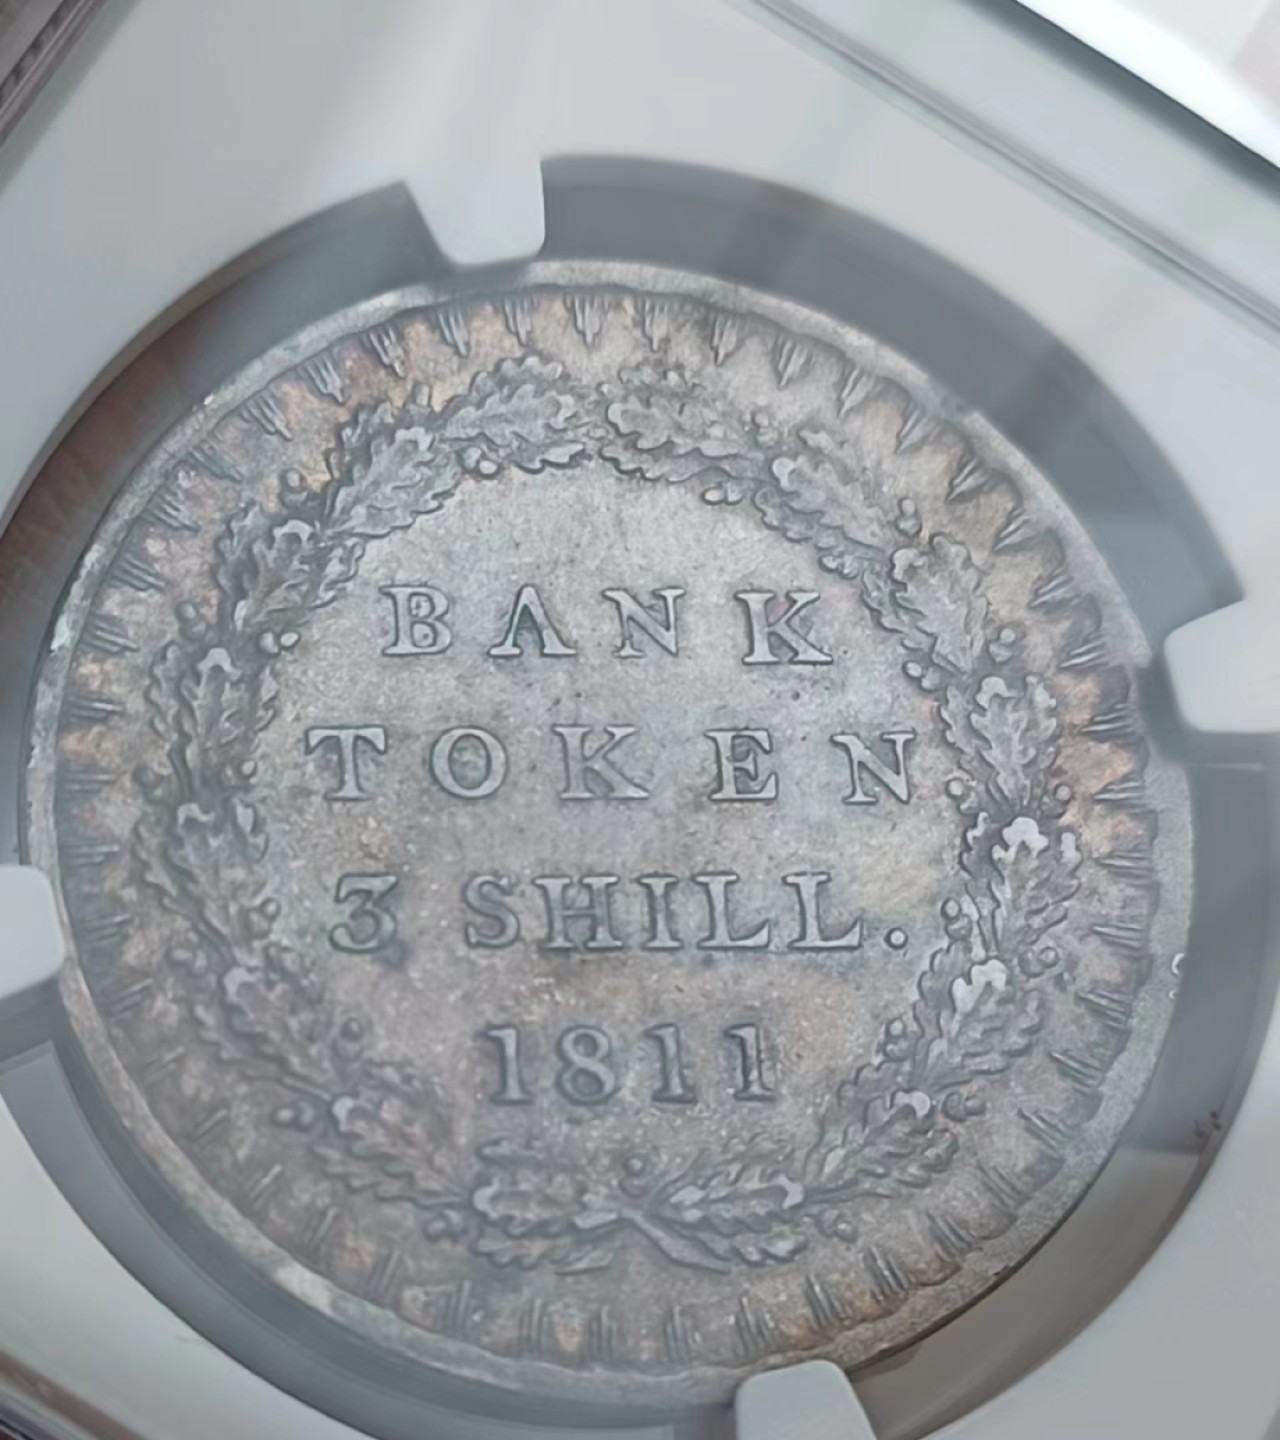 BANK
TOKEN
3 SHILL.
1811